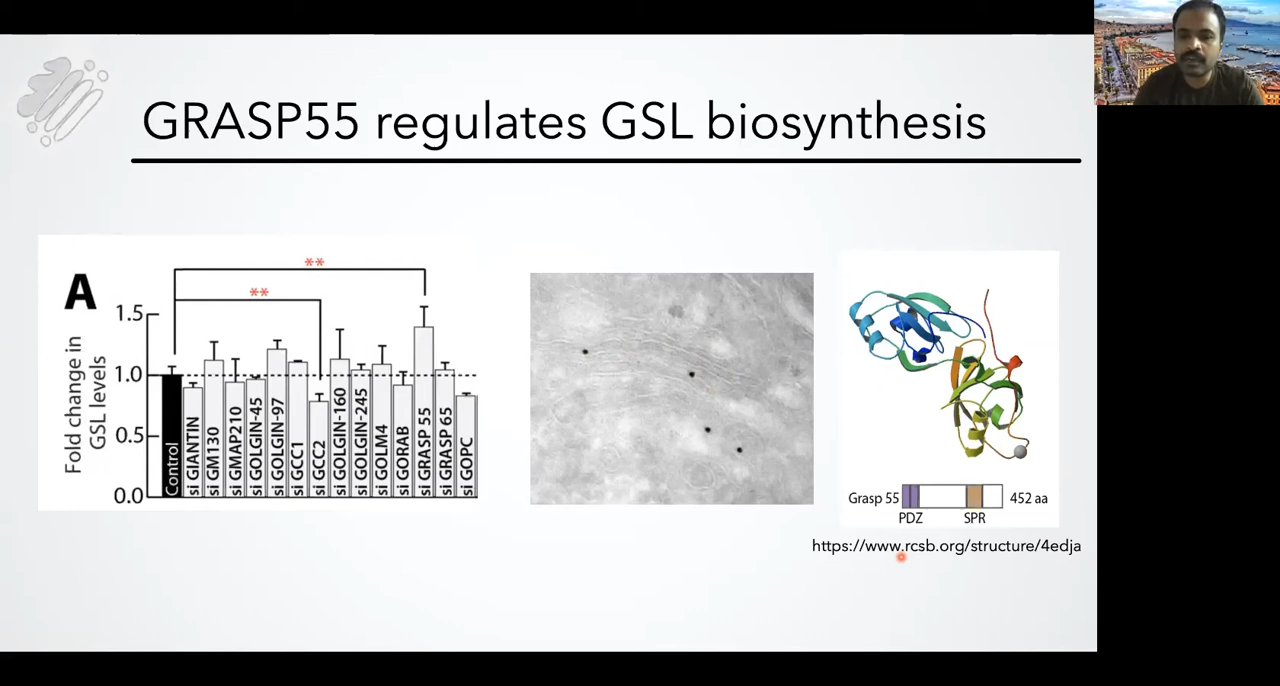 GRASP55 regulates GSL biosynthesis
A
**
**
Fold change in
GSL levels
1.5
1.0
0.5
0.0
Control
si GIANTIN
si GM130
si GMAP210
si GOLGIN-45
si GOLGIN-97
si GCC1
si GCC2
si GOLGIN-160
si GOLGIN-245
si GOLM4
si GORAB
si GRASP 55
si GRASP 65
si GOPC
Grasp 55
452 aa
PDZ
SPR
https://www.rcsb.org/structure/4edja